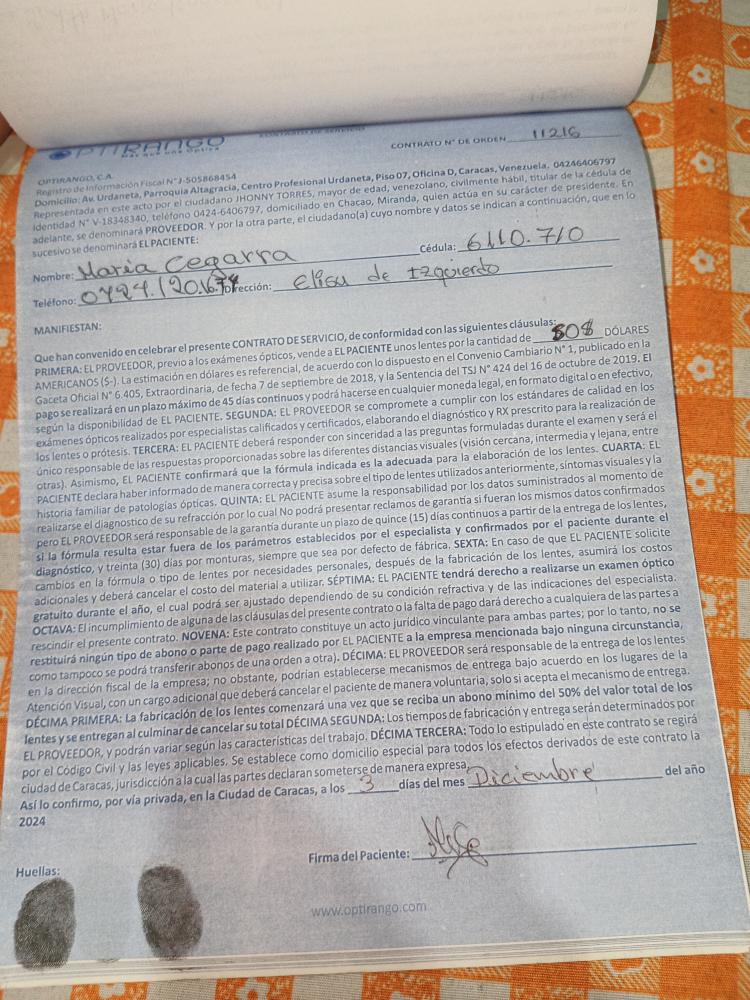 OPTIRANGO
CONTRATO N° DE ORDEN 11216
OPTIRANGO, C.A.
Registro de Información Fiscal N° J-505868454
Domicilio: Av. Urdaneta, Parroquia Altagracia, Centro Profesional Urdaneta, Piso 07, Oficina D, Caracas, Venezuela, 04246406797
Representada en este acto por el ciudadano JHONNY TORRES, mayor de edad, venezolano, civilmente hábil, titular de la cédula de
Identidad N° V-18348340, teléfono 0424-6406797, domiciliado en Chacao, Miranda, quien actúa en su carácter de presidente. En
adelante, se denominará PROVEEDOR. Y por la otra parte, el ciudadano(a) cuyo nombre y datos se indican a continuación, que en lo
sucesivo se denominará EL PACIENTE:
Nombre: Maria Cegarra Cédula: 6110.710
Teléfono: Dirección: de Izquierdo
MANIFIESTAN:
Que han convenido en celebrar el presente CONTRATO DE SERVICIO, de conformidad con las siguientes cláusulas:
PRIMERA: EL PROVEEDOR, previo a los exámenes ópticos, vende a EL PACIENTE unos lentes por la cantidad de 808 DÓLARES
AMERICANOS ($-). La estimación en dólares es referencial, de acuerdo con lo dispuesto en el Convenio Cambiario N° 1, publicado en la
Gaceta Oficial N° 6.405, Extraordinaria, de fecha 7 de septiembre de 2018, y la Sentencia del TSJ N° 424 del 16 de octubre de 2019. El
pago se realizará en un plazo máximo de 45 días continuos y podrá hacerse en cualquier moneda legal, en formato digital o en efectivo,
según la disponibilidad de EL PACIENTE. SEGUNDA: EL PROVEEDOR se compromete a cumplir con los estándares de calidad en los
exámenes ópticos realizados por especialistas calificados y certificados, elaborando el diagnóstico y RX prescrito para la realización de
los lentes o prótesis. TERCERA: EL PACIENTE deberá responder con sinceridad a las preguntas formuladas durante el examen y será el
único responsable de las respuestas proporcionadas sobre las diferentes distancias visuales (visión cercana, intermedia y lejana, entre
otras). Asimismo, EL PACIENTE confirmará que la fórmula indicada es la adecuada para la elaboración de los lentes. CUARTA: EL
PACIENTE declara haber informado de manera correcta y precisa sobre el tipo de lentes utilizados anteriormente, síntomas visuales y la
historia familiar de patologías ópticas. QUINTA: EL PACIENTE asume la responsabilidad por los datos suministrados al momento de
realizarse el diagnostico de su refracción por lo cual No podrá presentar reclamos de garantía si fueran los mismos datos confirmados
pero EL PROVEEDOR será responsable de la garantía durante un plazo de quince (15) días continuos a partir de la entrega de los lentes,
si la fórmula resulta estar fuera de los parámetros establecidos por el especialista y confirmados por el paciente durante el
diagnóstico, y treinta (30) días por monturas, siempre que sea por defecto de fábrica. SEXTA: En caso de que EL PACIENTE solicite
cambios en la fórmula o tipo de lentes por necesidades personales, después de la fabricación de los lentes, asumirá los costos
adicionales y deberá cancelar el costo del material a utilizar. SÉPTIMA: EL PACIENTE tendrá derecho a realizarse un examen óptico
gratuito durante el año, el cual podrá ser ajustado dependiendo de su condición refractiva y de las indicaciones del especialista.
OCTAVA: El incumplimiento de alguna de las cláusulas del presente contrato o la falta de pago dará derecho a cualquiera de las partes a
rescindir el presente contrato. NOVENA: Este contrato constituye un acto jurídico vinculante para ambas partes; por lo tanto, no se
restituirá ningún tipo de abono o parte de pago realizado por EL PACIENTE a la empresa mencionada bajo ninguna circunstancia,
como tampoco se podrá transferir abonos de una orden a otra). DÉCIMA: EL PROVEEDOR será responsable de la entrega de los lentes
en la dirección fiscal de la empresa; no obstante, podrían establecerse mecanismos de entrega bajo acuerdo en los lugares de la
Atención Visual, con un cargo adicional que deberá cancelar el paciente de manera voluntaria, solo si acepta el mecanismo de entrega.
DÉCIMA PRIMERA: La fabricación de los lentes comenzará una vez que se reciba un abono mínimo del 50% del valor total de los
lentes y se entregan al culminar de cancelar su total DÉCIMA SEGUNDA: Los tiempos de fabricación y entrega serán determinados por
EL PROVEEDOR, y podrán variar según las características del trabajo. DÉCIMA TERCERA: Todo lo estipulado en este contrato se regirá
por el Código Civil y las leyes aplicables. Se establece como domicilio especial para todos los efectos derivados de este contrato la
ciudad de Caracas, jurisdicción a la cual las partes declaran someterse de manera expresa,
Así lo confirmo, por vía privada, en la Ciudad de Caracas, a los 3 días del mes Diciembre del año
2024
Firma del Paciente:
Huellas:
www.optirango.com